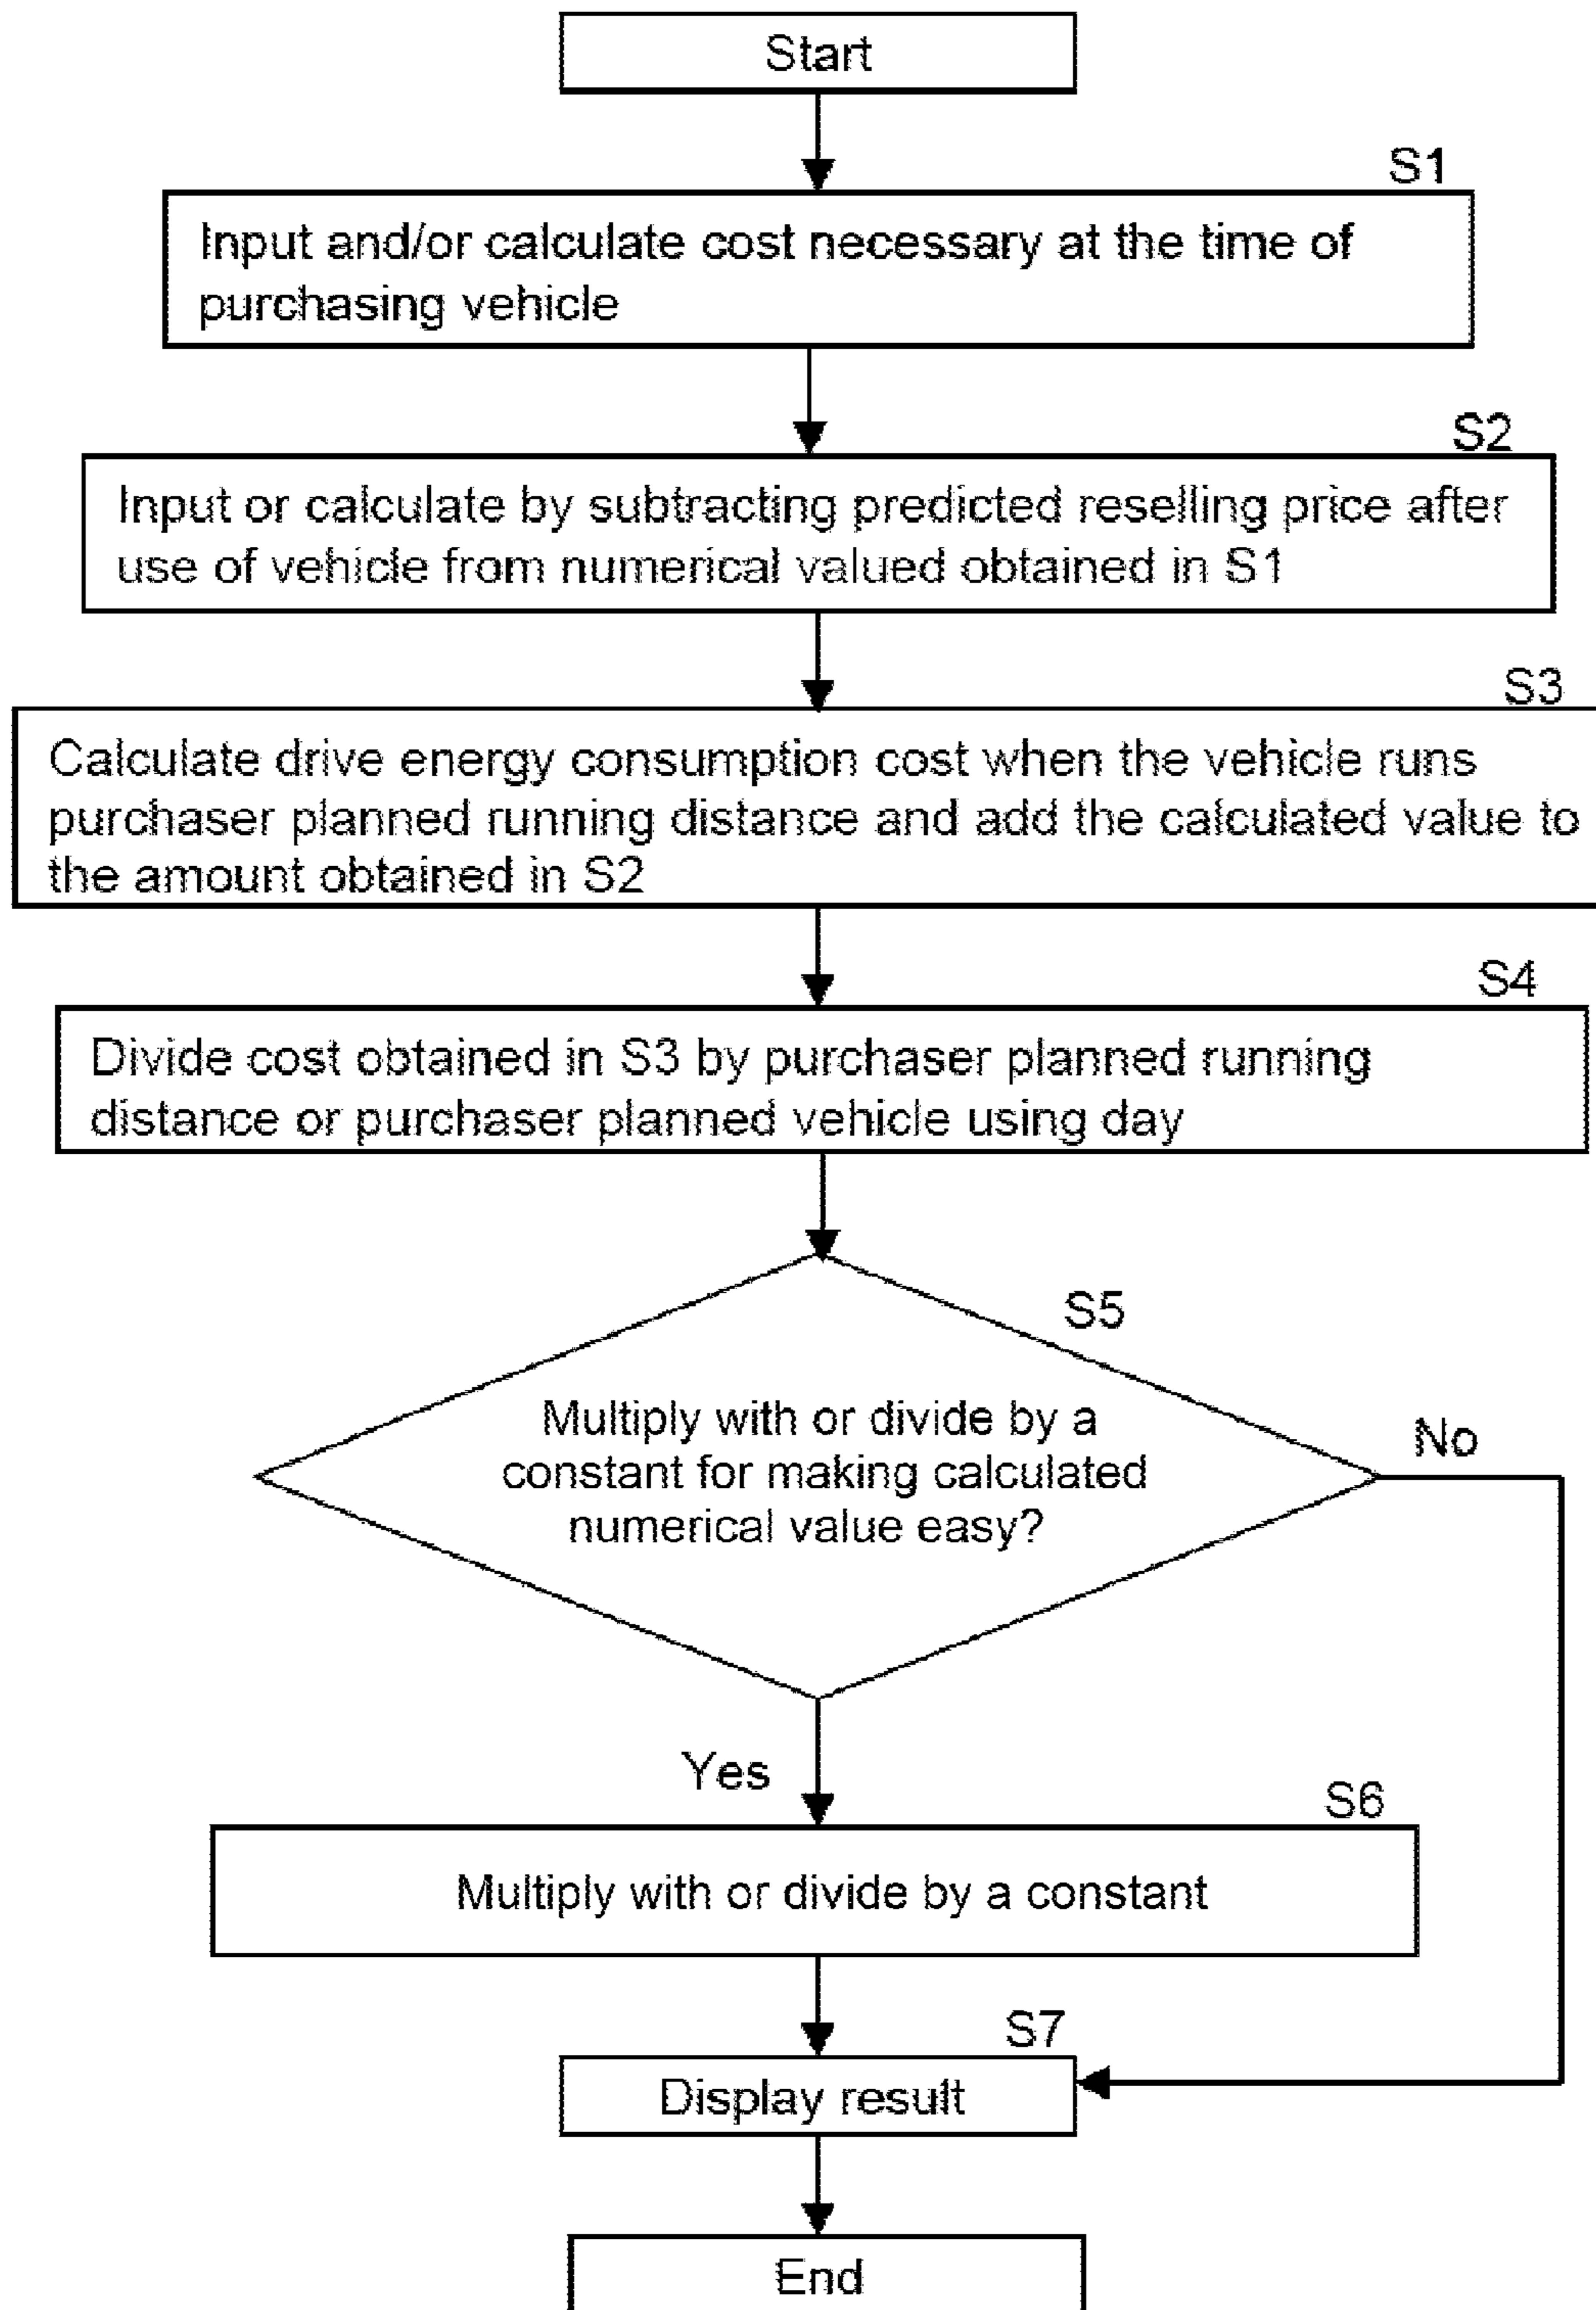 Start
S1
Input and/or calculate cost necessary at the time of
purchasing vehicle
S2
Input or calculate by subtracting predicted reselling price after
use of vehicle from numerical valued obtained in S1
S3
Calculate drive energy consumption cost when the vehicle runs
purchaser planned running distance and add the calculated value to
the amount obtained in S2
S4
Divide cost obtained in S3 by purchaser planned running
distance or purchaser planned vehicle using day
S5
Multiply with or divide by a
constant for making calculated
numerical value easy?
No
Yes
S6
Multiply with or divide by a constant
S7
Display result
End